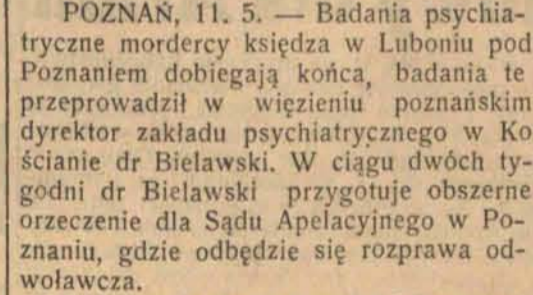 POZNAŃ, 11. 5. — Badania psychia-
tryczne mordercy księdza w Luboniu pod
Poznaniem dobiegają końca, badania te
przeprowadził w więzieniu poznańskim
dyrektor zakładu psychiatrycznego w Ko
ścianie dr Bielawski. W ciągu dwóch ty-
godni dr Bielawski przygotuje obszerne
orzeczenie dla Sądu Apelacyjnego w Po-
znaniu, gdzie odbędzie się rozprawa od-
woławcza.